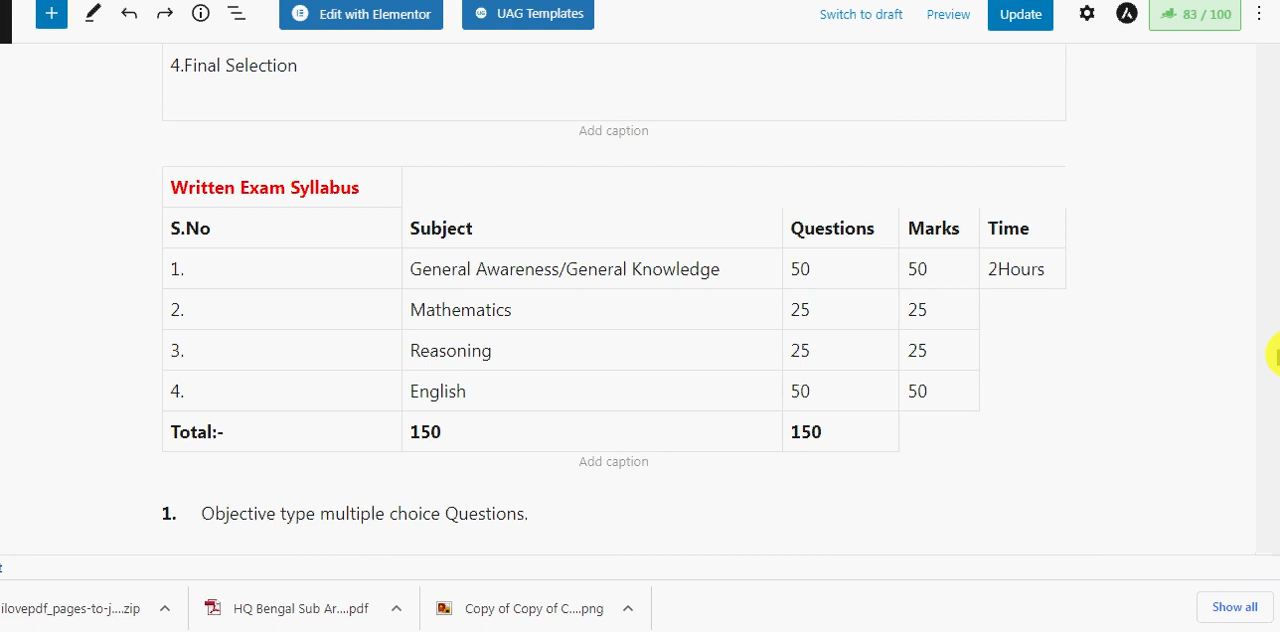 Edit with Elementor UAG Templates Switch to draft Preview Update 83 / 100
4.Final Selection
Add caption
Written Exam Syllabus
S.No Subject Questions Marks Time
1. General Awareness/General Knowledge 50 50 2Hours
2. Mathematics 25 25
3. Reasoning 25 25
4. English 50 50
Total:- 150 150
Add caption
1. Objective type multiple choice Questions.
t
ilovepdf_pages-to-j....zip HQ Bengal Sub Ar....pdf Copy of Copy of C....png Show all